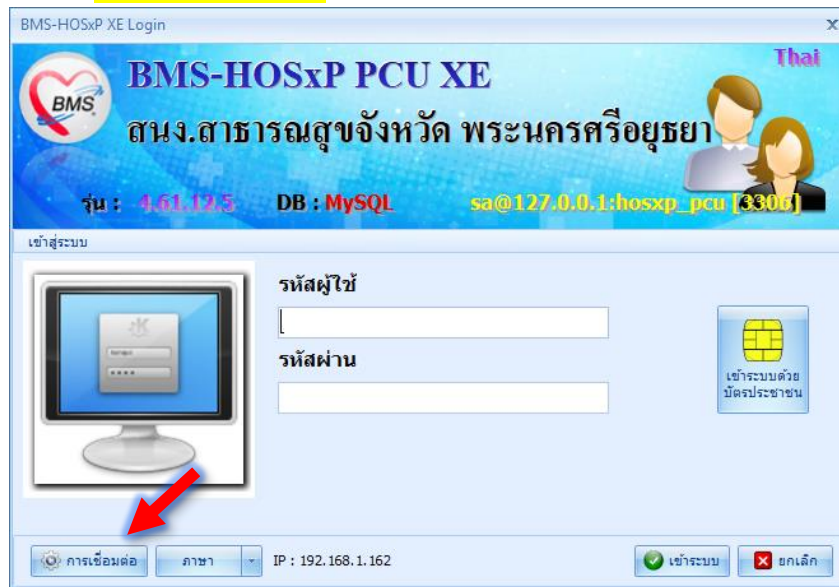 BMS-HOSxP XE Login
x
Thai
BMS
BMS-HOSxP PCU XE
สนง.สาธารณสุขจังหวัด พระนครศรีอยุธยา
รุ่น : 4.61.12.5 DB : MySQL sa@127.0.0.1:hosxp_pcu [3306]
เข้าสู่ระบบ
รหัสผู้ใช้
รหัสผ่าน
เข้าระบบด้วย
บัตรประชาชน
การเชื่อมต่อ ภาษา IP : 192.168.1.162 เข้าระบบ ยกเลิก